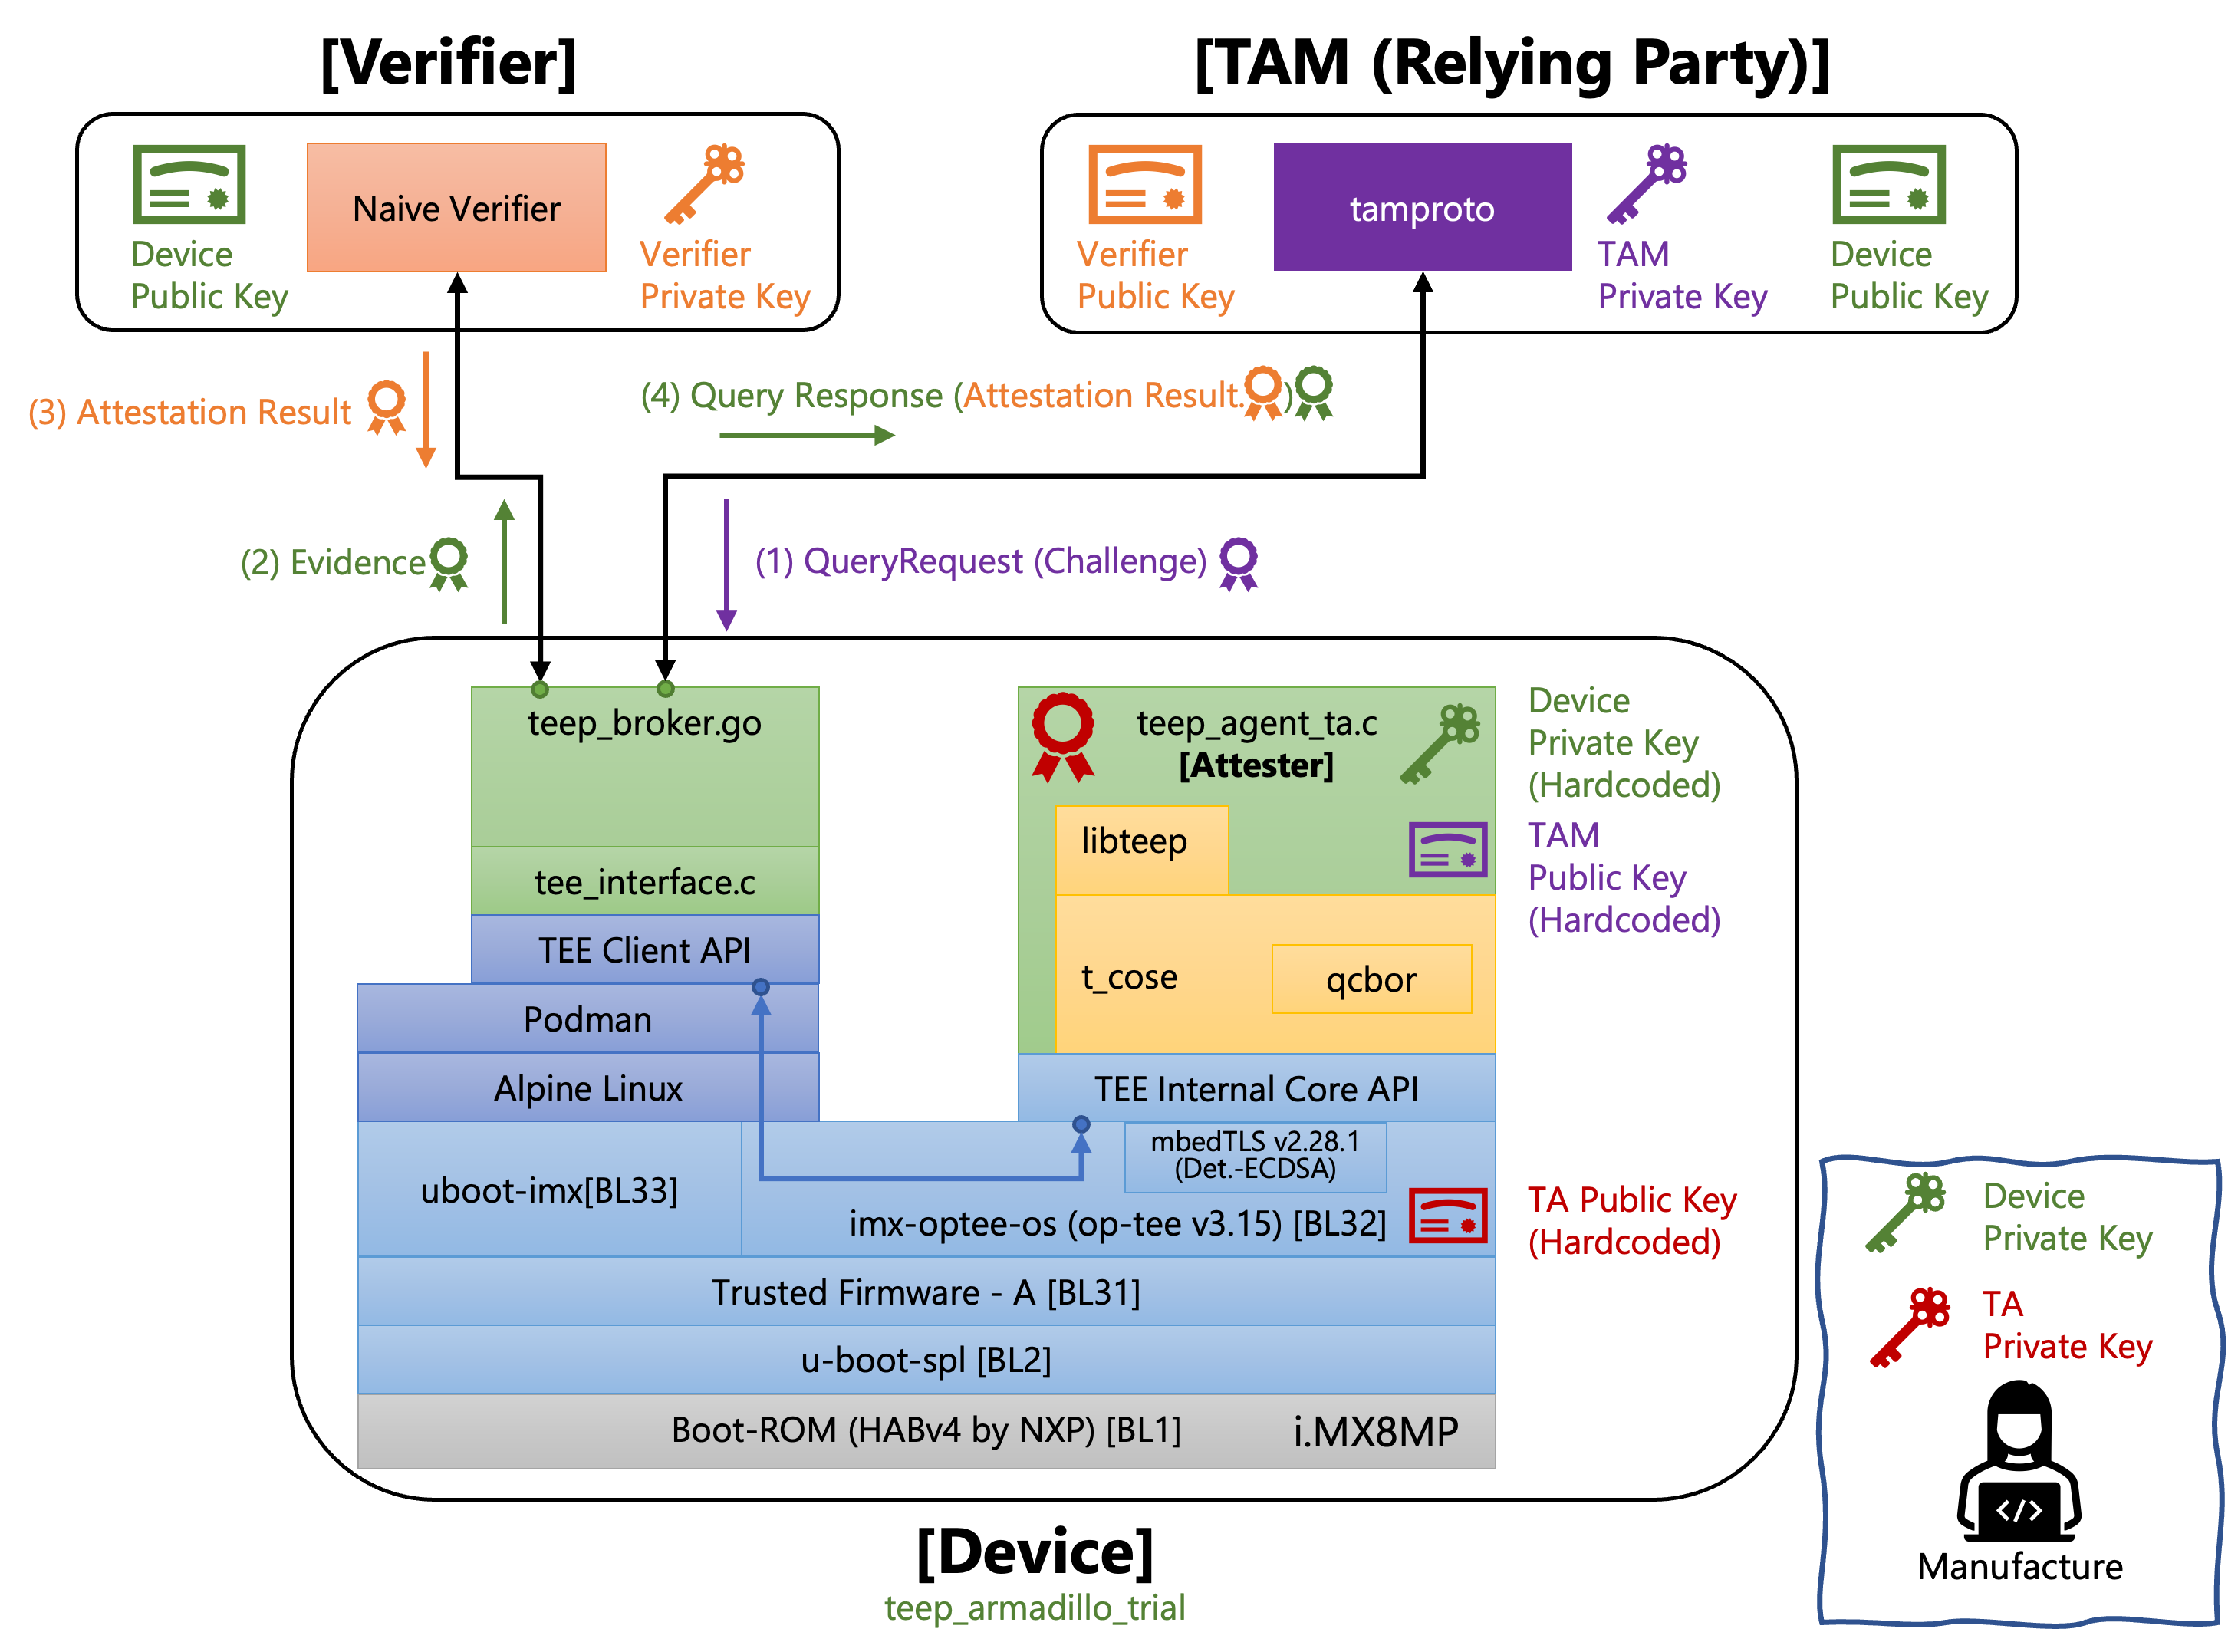 [Verifier]
[TAM (Relying Party)]
Device
Public Key
Naive Verifier
Verifier
Private Key
Verifier
Public Key
tamproto
TAM
Private Key
Device
Public Key
(3) Attestation Result
(4) Query Response (Attestation Result. )
(2) Evidence
(1) QueryRequest (Challenge)
teep_broker.go
tee_interface.c
TEE Client API
Podman
Alpine Linux
teep_agent_ta.c
[Attester]
libteep
t_cose
qcbor
TEE Internal Core API
Device
Private Key
(Hardcoded)
TAM
Public Key
(Hardcoded)
uboot-imx[BL33]
mbedTLS v2.28.1
(Det.-ECDSA)
imx-optee-os (op-tee v3.15) [BL32]
TA Public Key
(Hardcoded)
Trusted Firmware - A [BL31]
u-boot-spl [BL2]
Boot-ROM (HABv4 by NXP) [BL1]
i.MX8MP
[Device]
teep_armadillo_trial
Device
Private Key
TA
Private Key
</>
Manufacture